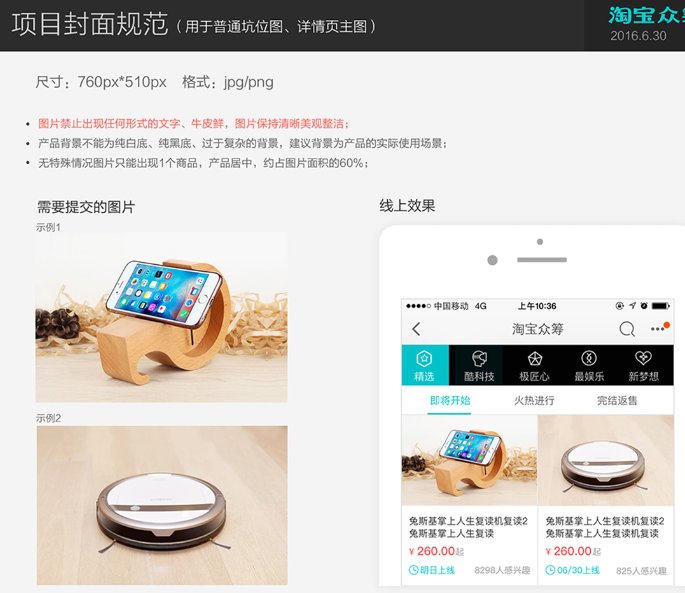 项目封面规范（用于普通坑位图、详情页主图）
淘宝众
2016.6.30
尺寸：760px*510px 格式：jpg/png
• 图片禁止出现任何形式的文字、牛皮鲜，图片保持清晰美观整洁；
• 产品背景不能为纯白底、纯黑底、过于复杂的背景，建议背景为产品的实际使用场景；
• 无特殊情况图片只能出现1个商品，产品居中，约占图片面积的60%；
需要提交的图片
示例1
示例2
线上效果
中国移动 4G 上午10:36
淘宝众筹
精选 酷科技 极匠心 最娱乐 新梦想
即将开始 火热进行 完结返售
兔斯基掌上人生复读机复读2
兔斯基掌上人生复读
¥ 260.00起
明日上线 8298人感兴趣
兔斯基掌上人生复读机复读2
兔斯基掌上人生复读机复读
¥ 260.00起
06/30上线 825人感兴趣